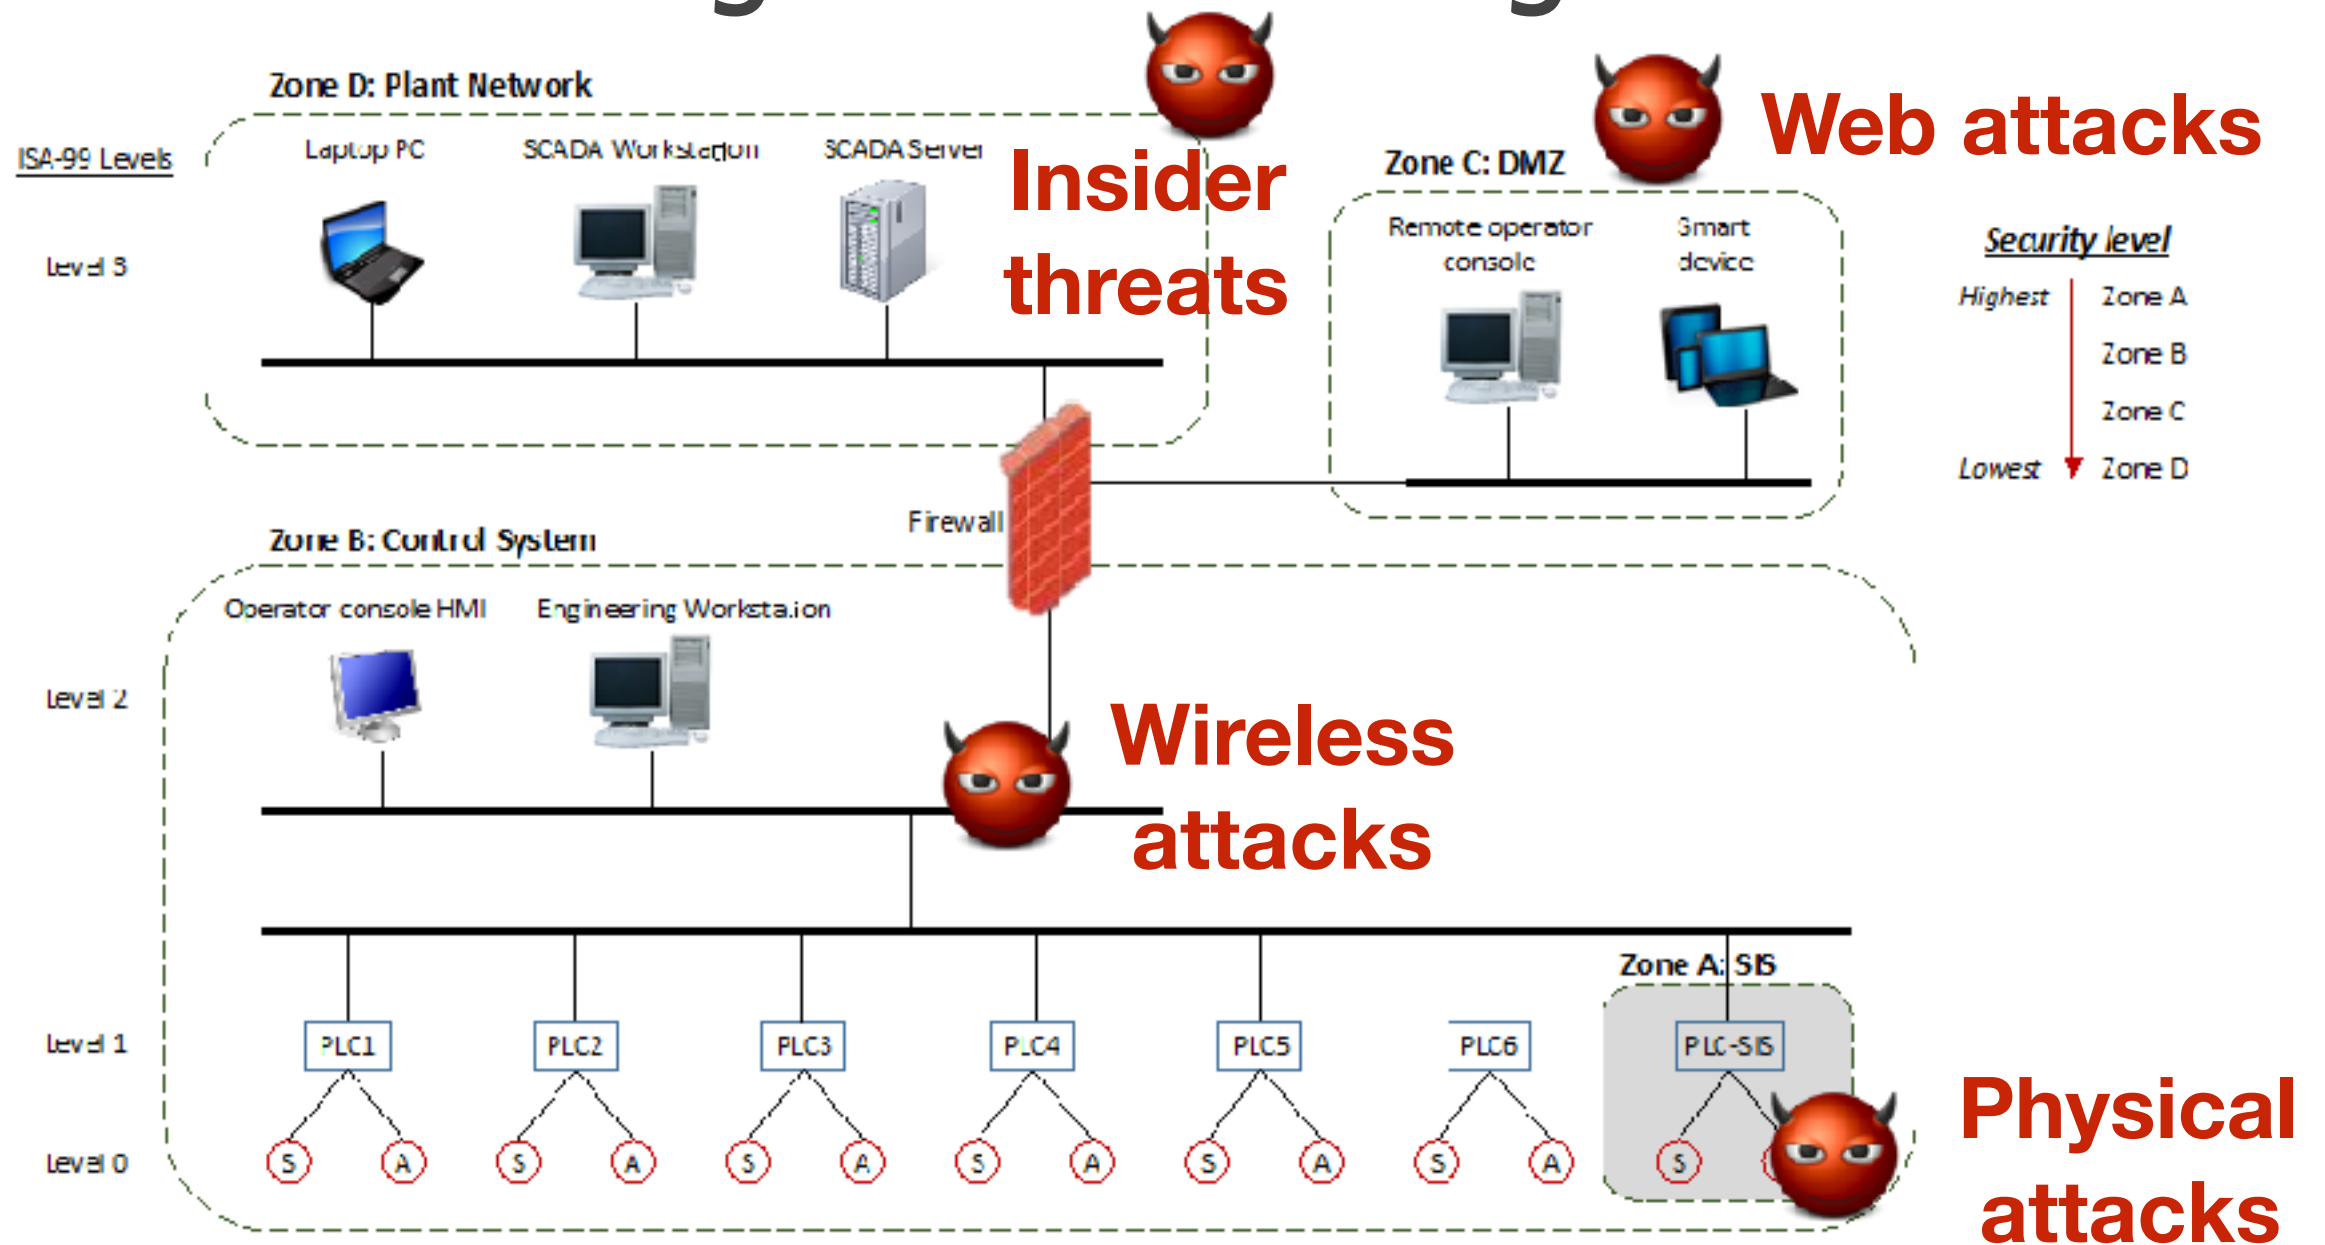 Zone D: Plant Network
Web attacks
ISA-99 Levels
Laptop PC
SCADA Workstation
SCADA Server
Insider
threats
Zone C: DMZ
Remote operator
console
Smart
device
Security level
Level 3
Highest
Zone A
Zone B
Zone C
Lowest
Zone D
Firewall
Zone B: Control System
Operator console HMI
Engineering Workstation
Level 2
Wireless
attacks
Zone A: SIS
Level 1
PLC1
PLC2
PLC3
PLC4
PLC5
PLC6
PLC-SIS
Level 0
S
A
S
A
S
A
S
A
S
A
S
A
S
Physical
attacks